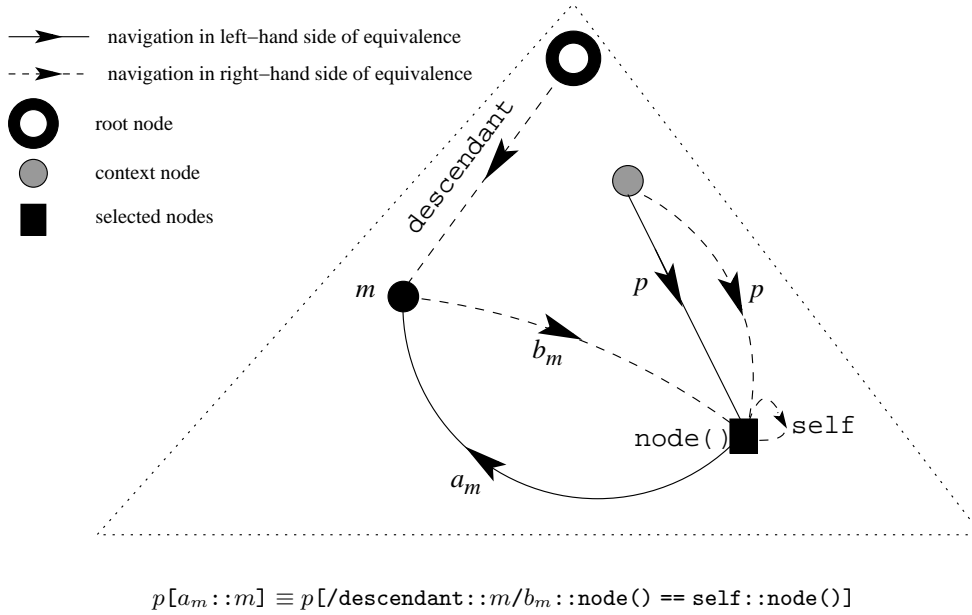 navigation in left−hand side of equivalence
navigation in right−hand side of equivalence
root node
context node
selected nodes
descendant
m
p
p
b_m
node()
self
a_m
p[a_m::m] ≡ p[/descendant::m/b_m::node() == self::node()]